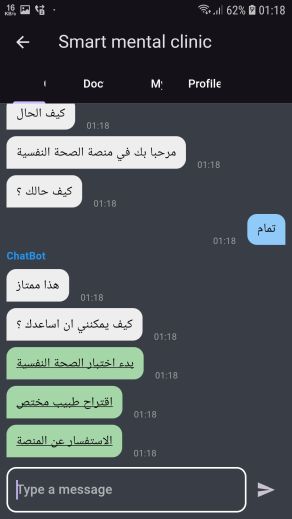 16
KB/s
62% 01:18
Smart mental clinic
Doc
My
Profile
كيف الحال
01:18
مرحبا بك في منصة الصحة النفسية
01:18
كيف حالك ؟
01:18
تمام
01:18
ChatBot
هذا ممتاز
01:18
كيف يمكنني ان اساعدك ؟
01:18
بدء اختبار الصحة النفسية
01:18
اقتراح طبيب مختص
01:18
الاستفسار عن المنصة
01:18
Type a message